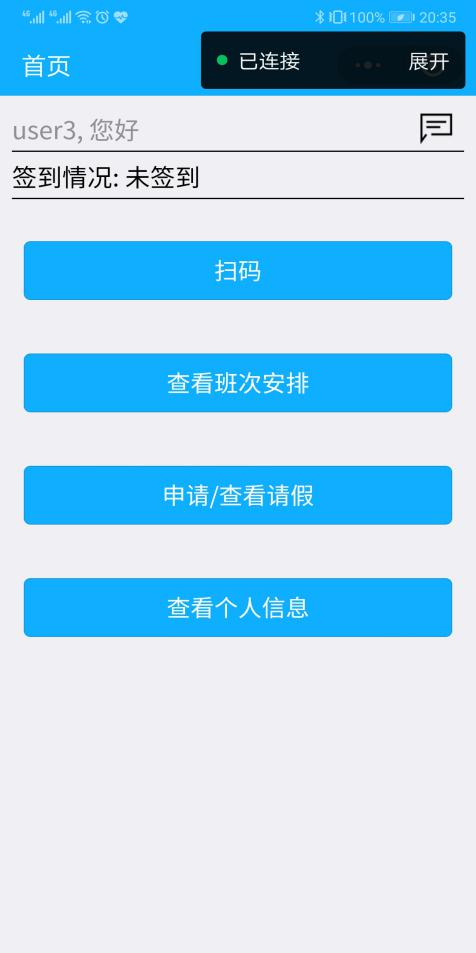 4G 4G 100% 20:35
首页
已连接 展开
user3, 您好
签到情况: 未签到
扫码
查看班次安排
申请/查看请假
查看个人信息